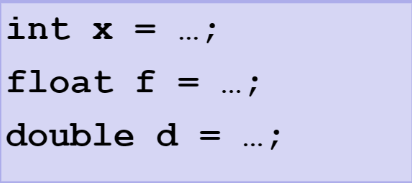 int x = …;
float f = …;
double d = …;